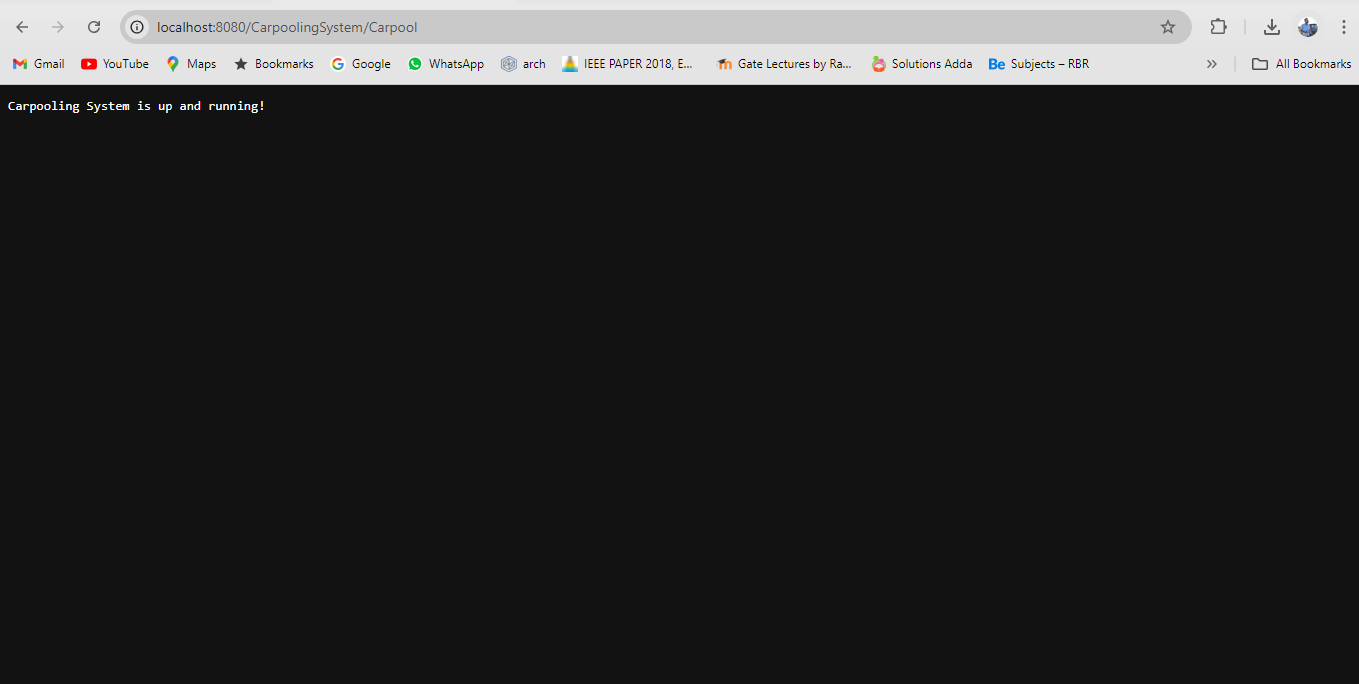 localhost:8080/CarpoolingSystem/Carpool
Gmail YouTube Maps Bookmarks Google WhatsApp arch IEEE PAPER 2018, E... Gate Lectures by Ra... Solutions Adda Be Subjects – RBR » All Bookmarks
Carpooling System is up and running!